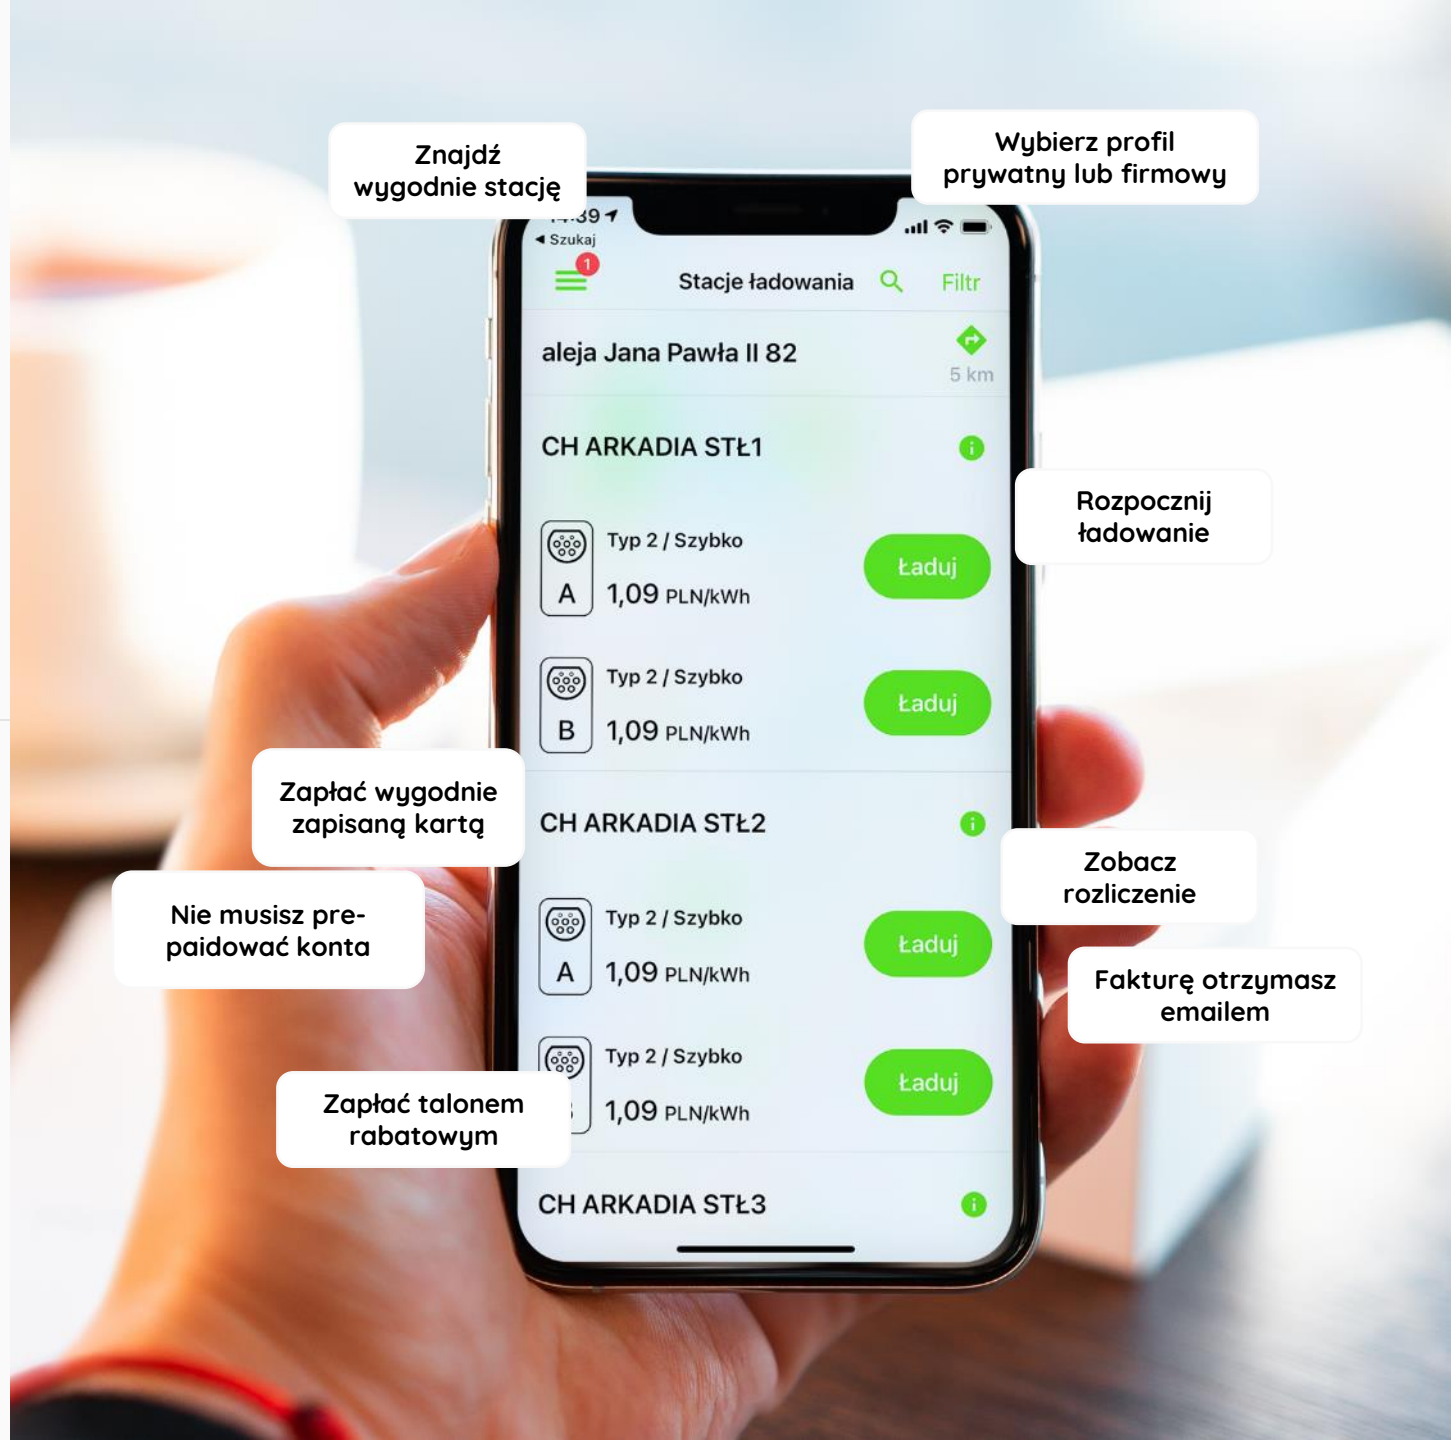 Znajdź
wygodnie stację
Wybierz profil
prywatny lub firmowy
Szukaj
1
Stacje ładowania
Filtr
aleja Jana Pawła II 82
5 km
CH ARKADIA STŁ1
Rozpocznij
ładowanie
Typ 2 / Szybko
A
1,09 PLN/kWh
Ładuj
Typ 2 / Szybko
B
1,09 PLN/kWh
Ładuj
Zapłać wygodnie
zapisaną kartą
CH ARKADIA STŁ2
Zobacz
rozliczenie
Nie musisz pre-
paidować konta
Typ 2 / Szybko
A
1,09 PLN/kWh
Ładuj
Fakturę otrzymasz
emailem
Typ 2 / Szybko
1,09 PLN/kWh
Ładuj
Zapłać talonem
rabatowym
CH ARKADIA STŁ3